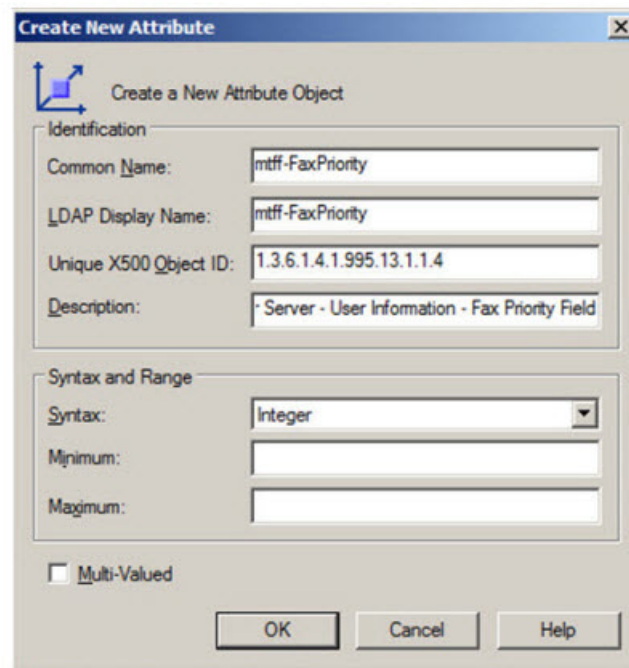 Create New Attribute
Create a New Attribute Object
Identification
Common Name: mtff-FaxPriority
LDAP Display Name: mtff-FaxPriority
Unique X500 Object ID: 1.3.6.1.4.1.995.13.1.1.4
Description: Server - User Information - Fax Priority Field
Syntax and Range
Syntax: Integer
Minimum:
Maximum:
Multi-Valued
OK Cancel Help